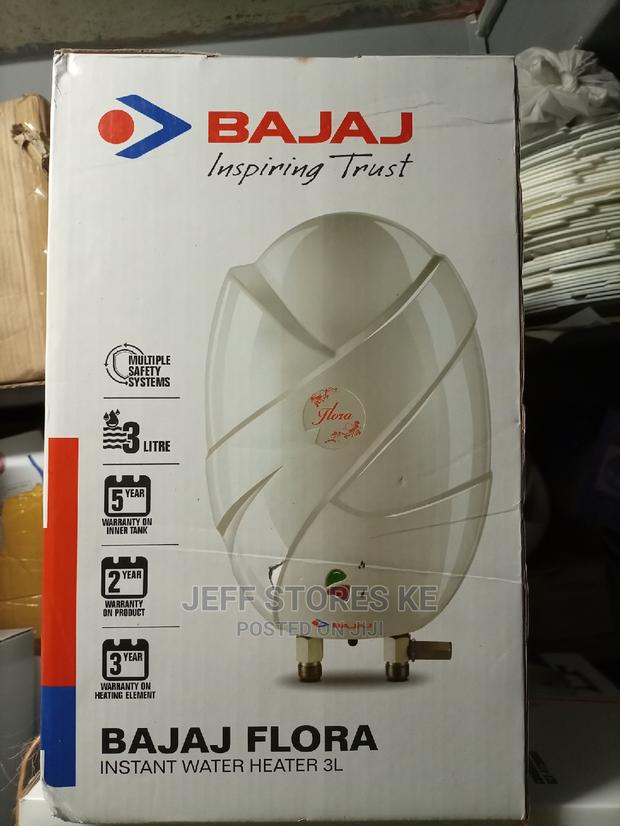 BAJAJ
Inspiring Trust
MULTIPLE
SAFETY
SYSTEMS
3 LITRE
5 YEAR
WARRANTY ON
INNER TANK
2 YEAR
WARRANTY
ON PRODUCT
3 YEAR
WARRANTY ON
HEATING ELEMENT
Flora
BAJAJ
JEFF STORES KE
POSTED ON JIJI
BAJAJ FLORA
INSTANT WATER HEATER 3L